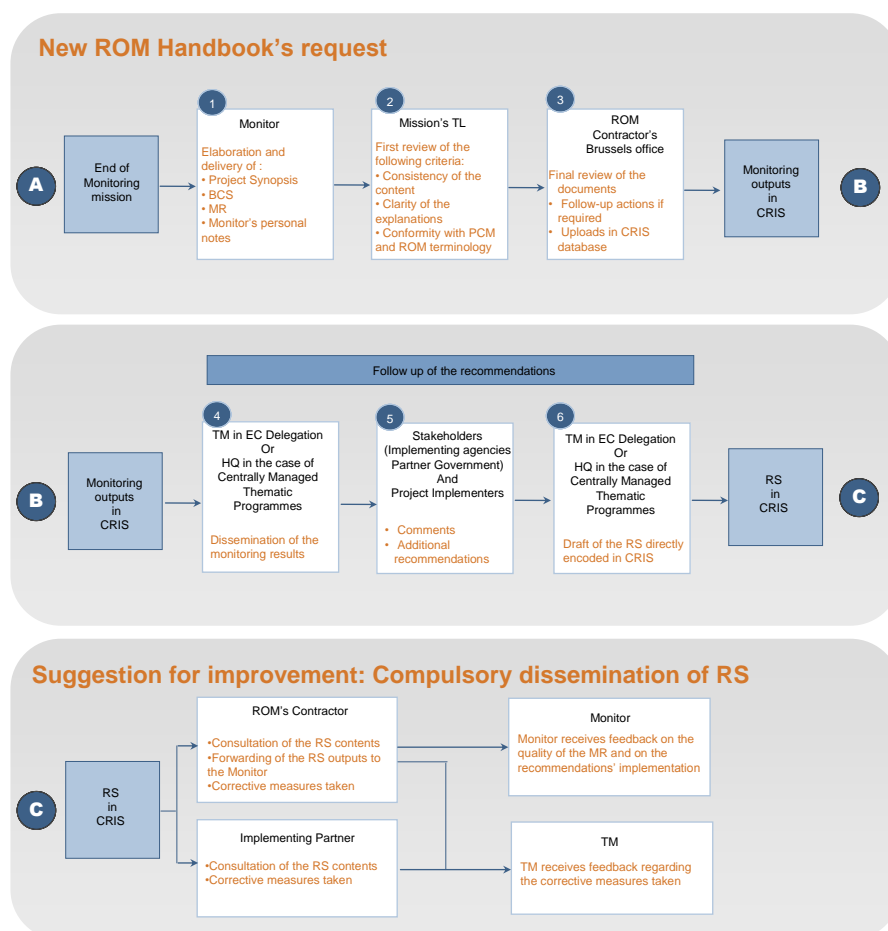 New ROM Handbook's request
A
End of
Monitoring
mission
1
Monitor
Elaboration and
delivery of :
• Project Synopsis
• BCS
• MR
• Monitor's personal
notes
2
Mission's TL
First review of the
following criteria:
• Consistency of the
content
• Clarity of the
explanations
• Conformity with PCM
and ROM terminology
3
ROM
Contractor's
Brussels office
Final review of the
documents
• Follow-up actions if
required
• Uploads in CRIS
database
Monitoring
outputs
in
CRIS
B
Follow up of the recommendations
B
Monitoring
outputs
in
CRIS
4
TM in EC Delegation
Or
HQ in the case of
Centrally Managed
Thematic
Programmes
Dissemination of the
monitoring results
5
Stakeholders
(Implementing agencies
Partner Government)
And
Project Implementers
• Comments
• Additional
recommendations
6
TM in EC Delegation
Or
HQ in the case of
Centrally Managed
Thematic
Programmes
Draft of the RS directly
encoded in CRIS
RS
in
CRIS
C
Suggestion for improvement: Compulsory dissemination of RS
C
RS
in
CRIS
ROM's Contractor
•Consultation of the RS contents
•Forwarding of the RS outputs to
the Monitor
•Corrective measures taken
Monitor
Monitor receives feedback on the
quality of the MR and on the
recommendations' implementation
Implementing Partner
•Consultation of the RS contents
•Corrective measures taken
TM
TM receives feedback regarding
the corrective measures taken